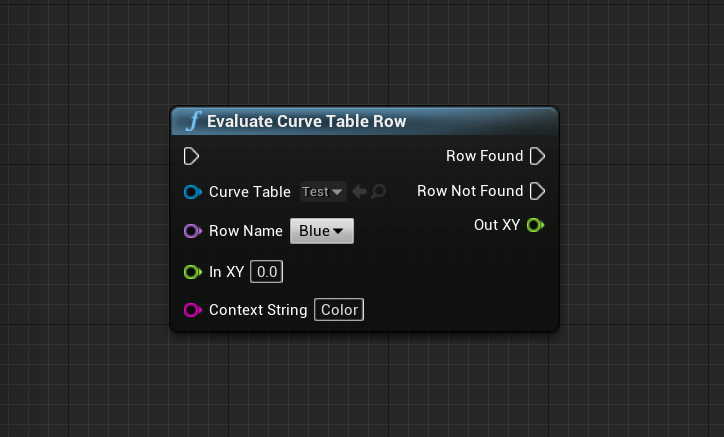 f Evaluate Curve Table Row
Row Found
Curve Table Test
Row Not Found
Row Name Blue
Out XY
In XY 0.0
Context String Color